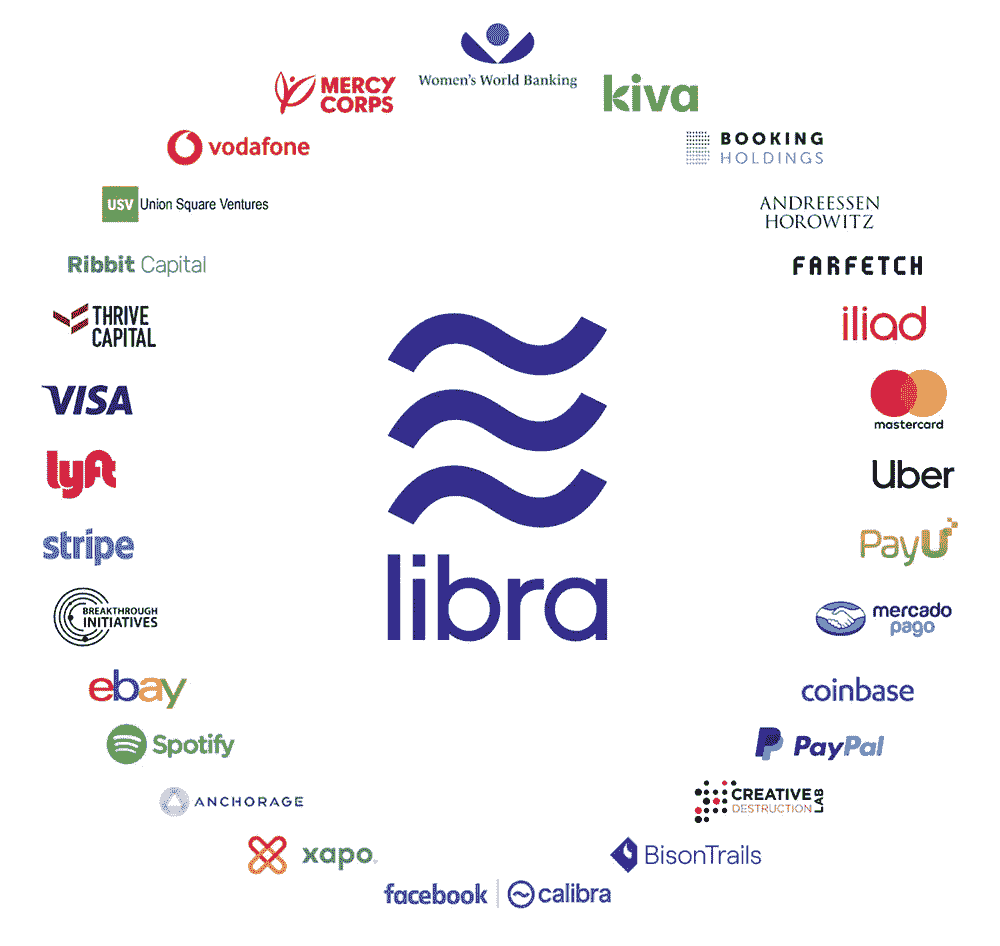 Women's World Banking
MERCY
CORPS
kiva
vodafone
BOOKING
HOLDINGS
USV Union Square Ventures
ANDREESSEN
HOROWITZ
Ribbit Capital
FARFETCH
THRIVE
CAPITAL
iliad
VISA
mastercard
lyft
Uber
stripe
PayU
BREAKTHROUGH
INITIATIVES
mercado
pago
libra
ebay
coinbase
Spotify
PayPal
ANCHORAGE
CREATIVE
DESTRUCTION
LAB
xapo
BisonTrails
facebook
calibra